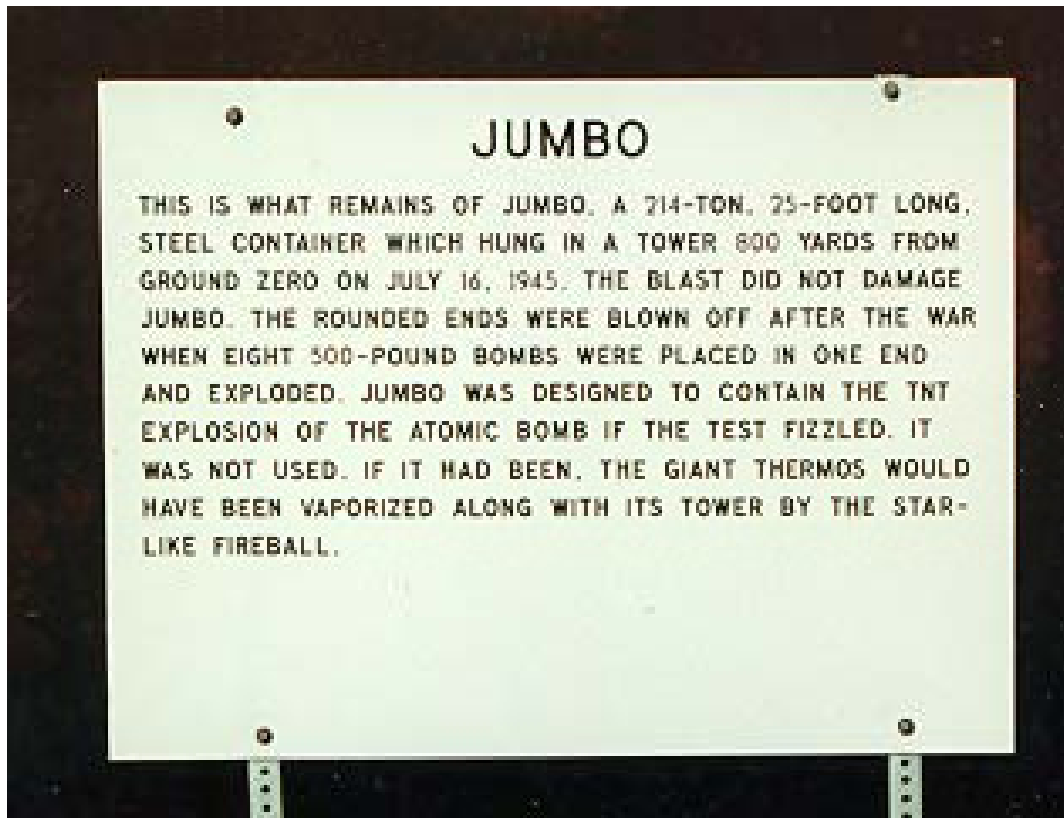 JUMBO
THIS IS WHAT REMAINS OF JUMBO, A 214-TON, 25-FOOT LONG,
STEEL CONTAINER WHICH HUNG IN A TOWER 800 YARDS FROM
GROUND ZERO ON JULY 16, 1945. THE BLAST DID NOT DAMAGE
JUMBO. THE ROUNDED ENDS WERE BLOWN OFF AFTER THE WAR
WHEN EIGHT 500-POUND BOMBS WERE PLACED IN ONE END
AND EXPLODED. JUMBO WAS DESIGNED TO CONTAIN THE TNT
EXPLOSION OF THE ATOMIC BOMB IF THE TEST FIZZLED. IT
WAS NOT USED. IF IT HAD BEEN, THE GIANT THERMOS WOULD
HAVE BEEN VAPORIZED ALONG WITH ITS TOWER BY THE STAR-
LIKE FIREBALL.